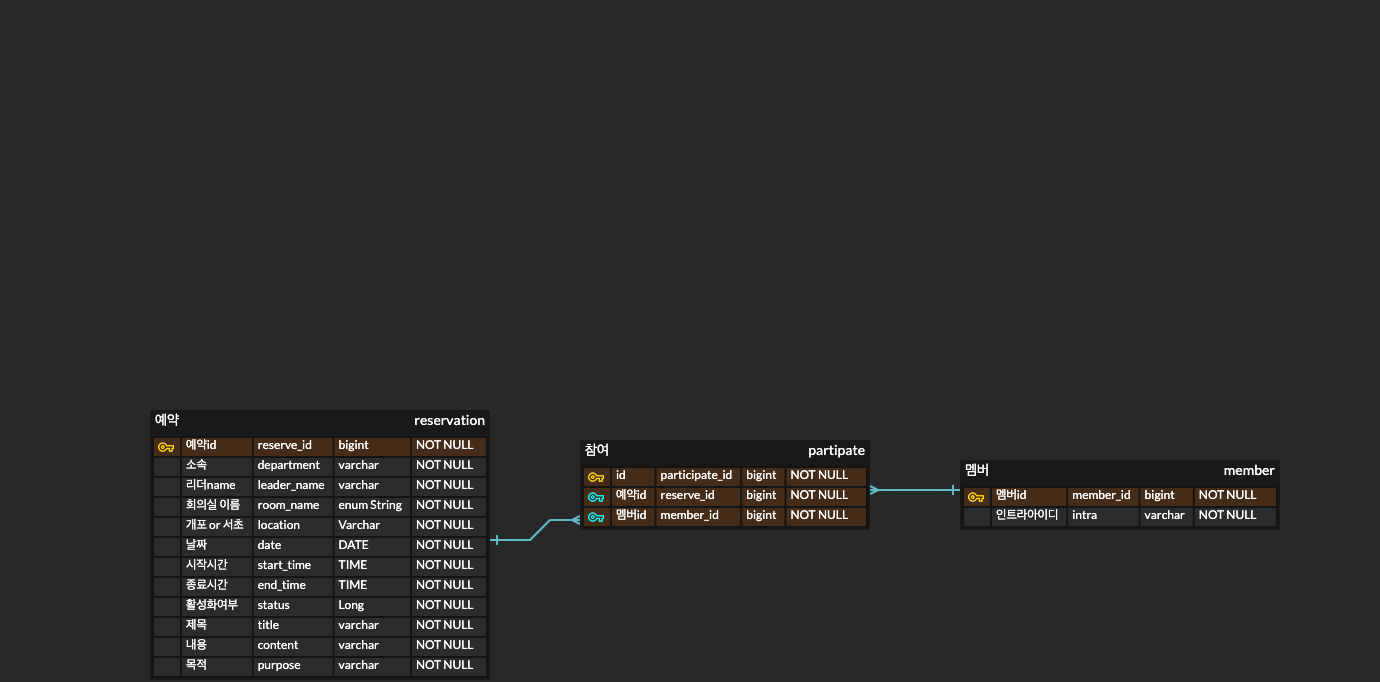 예약 reservation
예약id reserve_id bigint NOT NULL
소속 department varchar NOT NULL
리더name leader_name varchar NOT NULL
회의실 이름 room_name enum String NOT NULL
개포 or 서초 location Varchar NOT NULL
날짜 date DATE NOT NULL
시작시간 start_time TIME NOT NULL
종료시간 end_time TIME NOT NULL
활성화여부 status Long NOT NULL
제목 title varchar NOT NULL
내용 content varchar NOT NULL
목적 purpose varchar NOT NULL
참여 partipate
id participate_id bigint NOT NULL
예약id reserve_id bigint NOT NULL
멤버id member_id bigint NOT NULL
멤버 member
멤버id member_id bigint NOT NULL
인트라아이디 intra varchar NOT NULL